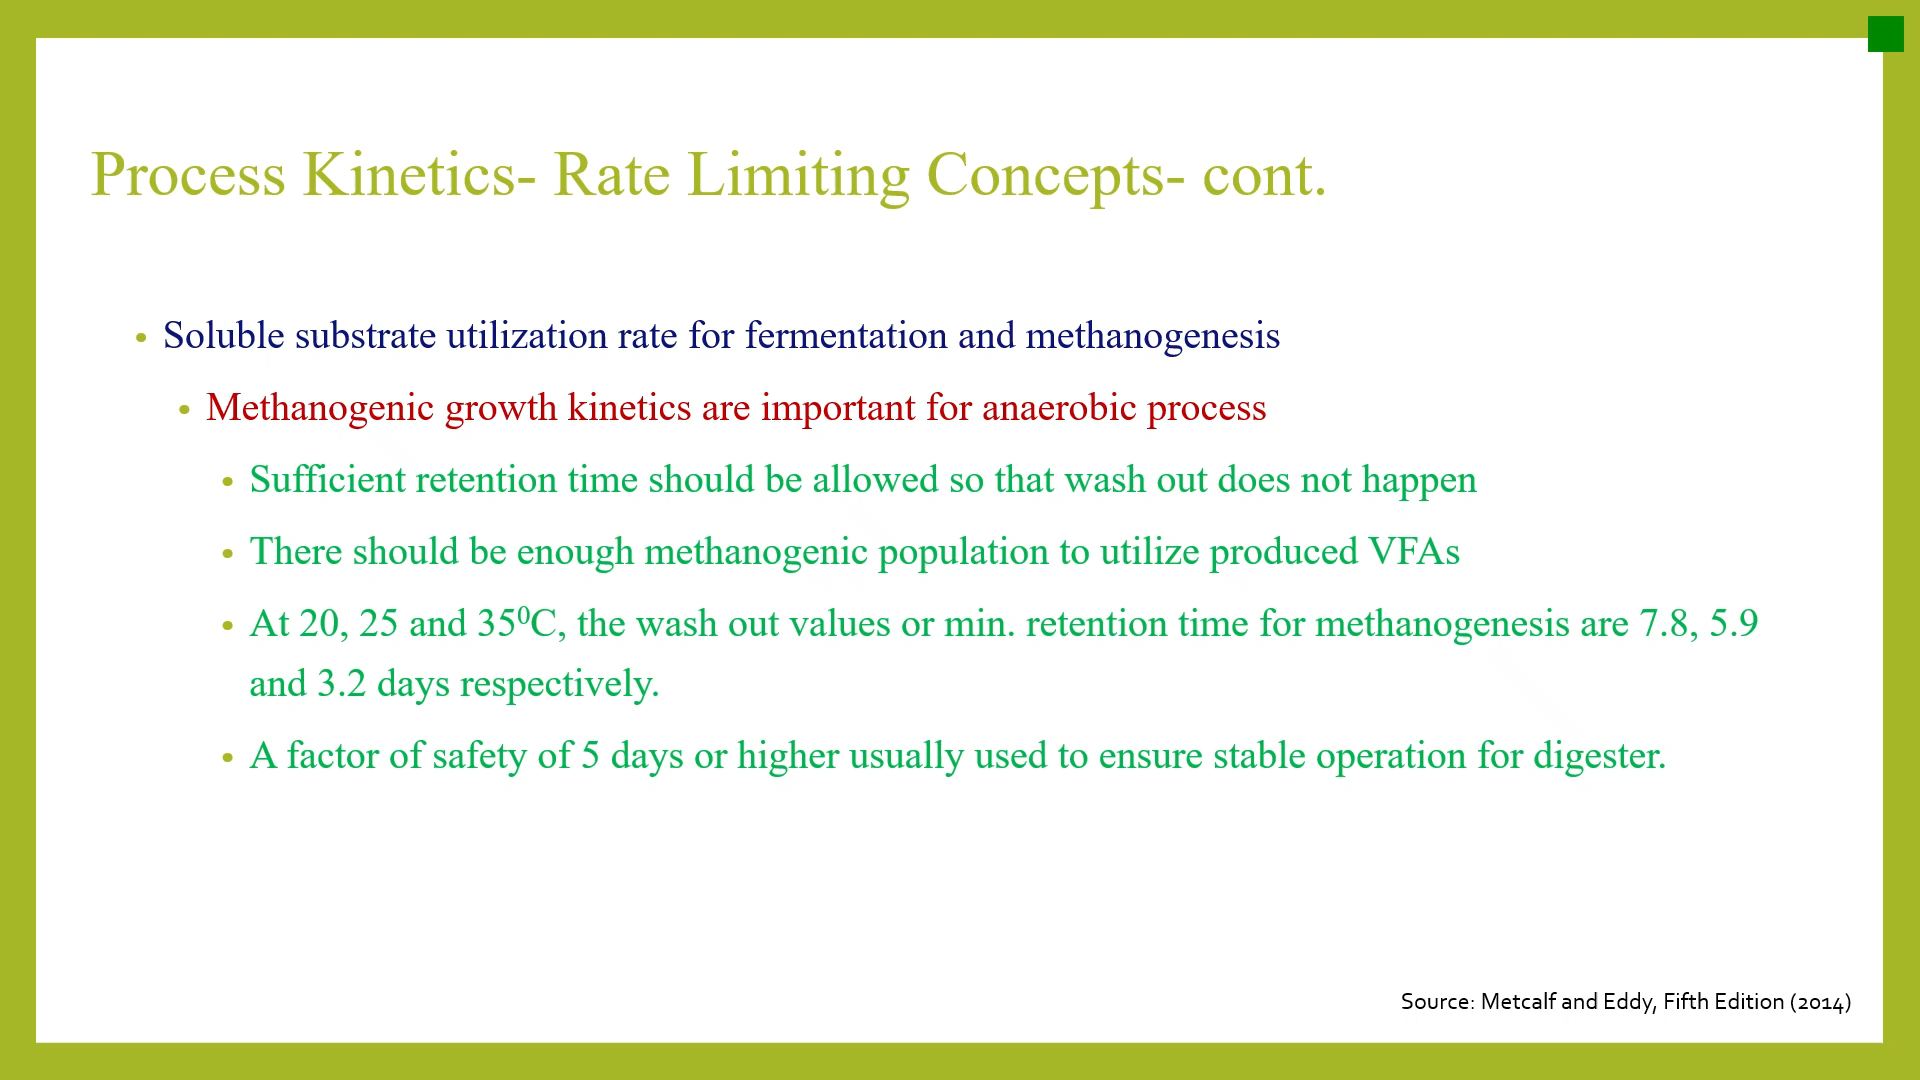 Process Kinetics- Rate Limiting Concepts- cont.
• Soluble substrate utilization rate for fermentation and methanogenesis
• Methanogenic growth kinetics are important for anaerobic process
• Sufficient retention time should be allowed so that wash out does not happen
• There should be enough methanogenic population to utilize produced VFAs
• At 20, 25 and 35⁰C, the wash out values or min. retention time for methanogenesis are 7.8, 5.9
and 3.2 days respectively.
• A factor of safety of 5 days or higher usually used to ensure stable operation for digester.
Source: Metcalf and Eddy, Fifth Edition (2014)